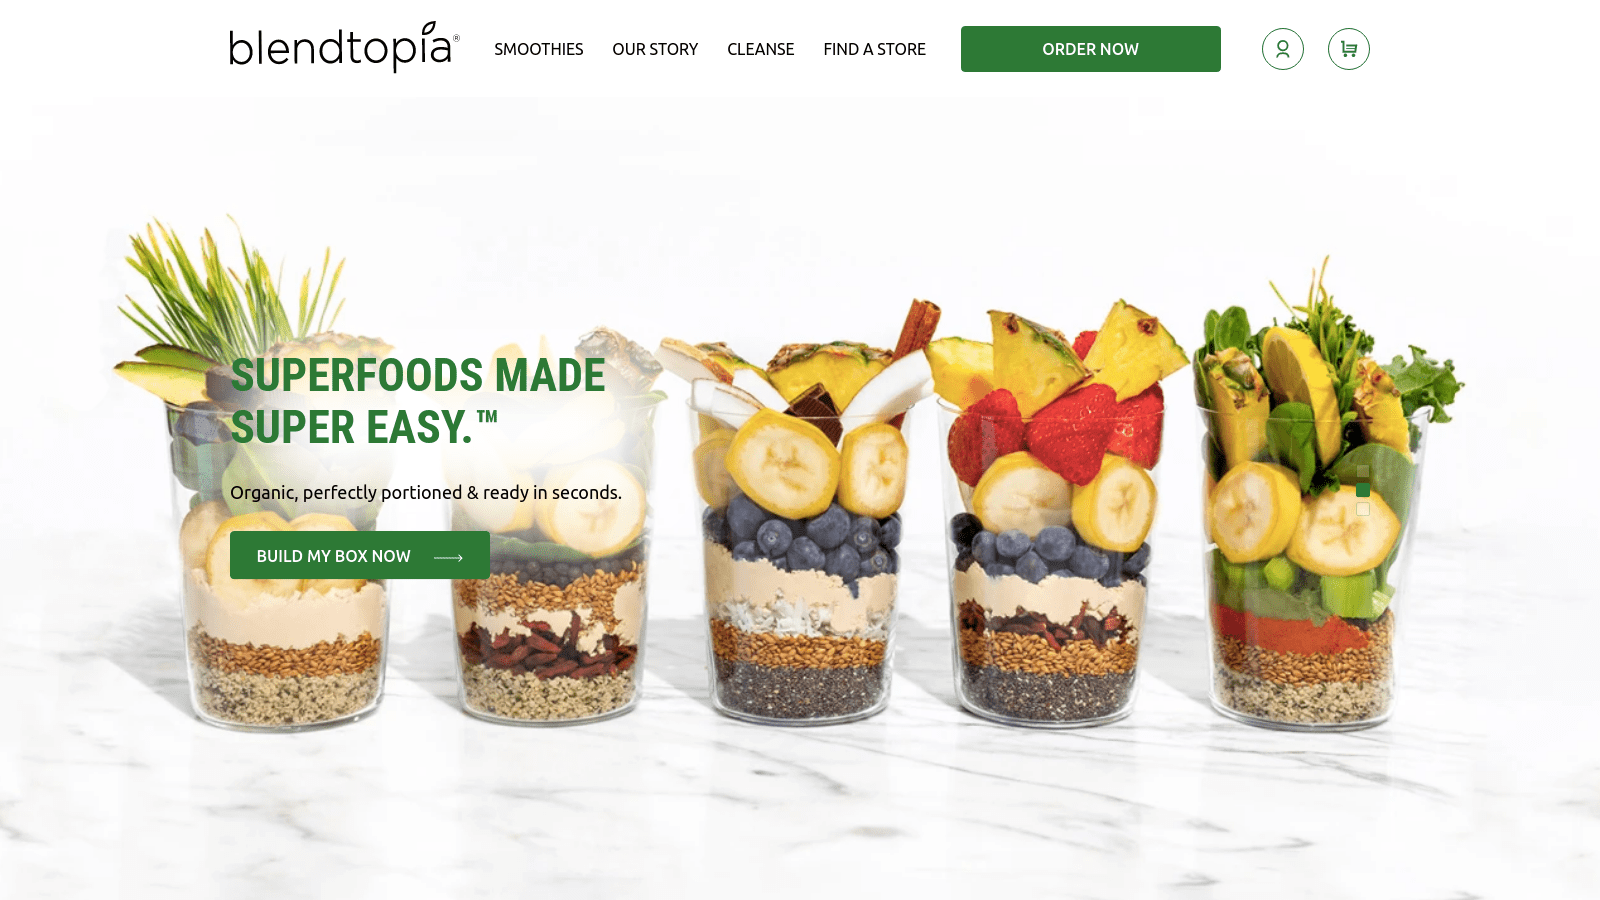 blendtopia®
SMOOTHIES OUR STORY CLEANSE FIND A STORE ORDER NOW
SUPERFOODS MADE
SUPER EASY.™
Organic, perfectly portioned & ready in seconds.
BUILD MY BOX NOW